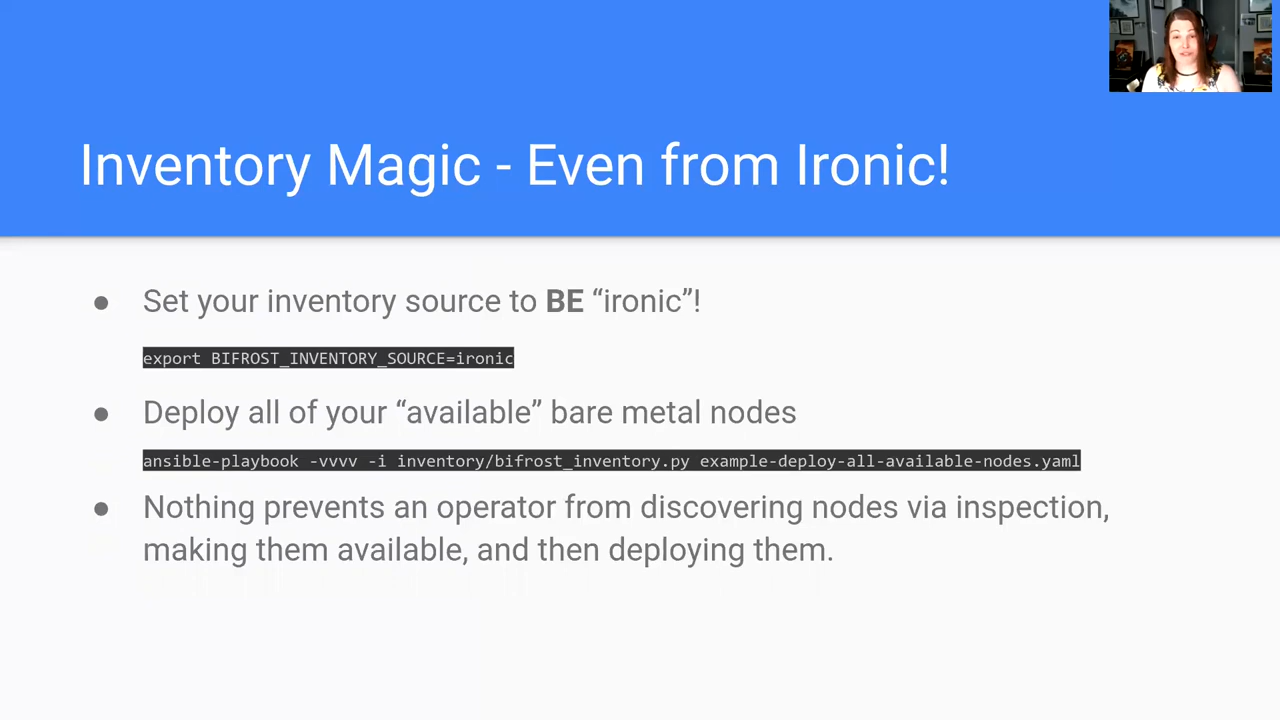 Inventory Magic - Even from Ironic!
● Set your inventory source to BE “ironic”!
export BIFROST_INVENTORY_SOURCE=ironic
● Deploy all of your “available” bare metal nodes
ansible-playbook -vvvv -i inventory/bifrost_inventory.py example-deploy-all-available-nodes.yaml
● Nothing prevents an operator from discovering nodes via inspection,
making them available, and then deploying them.